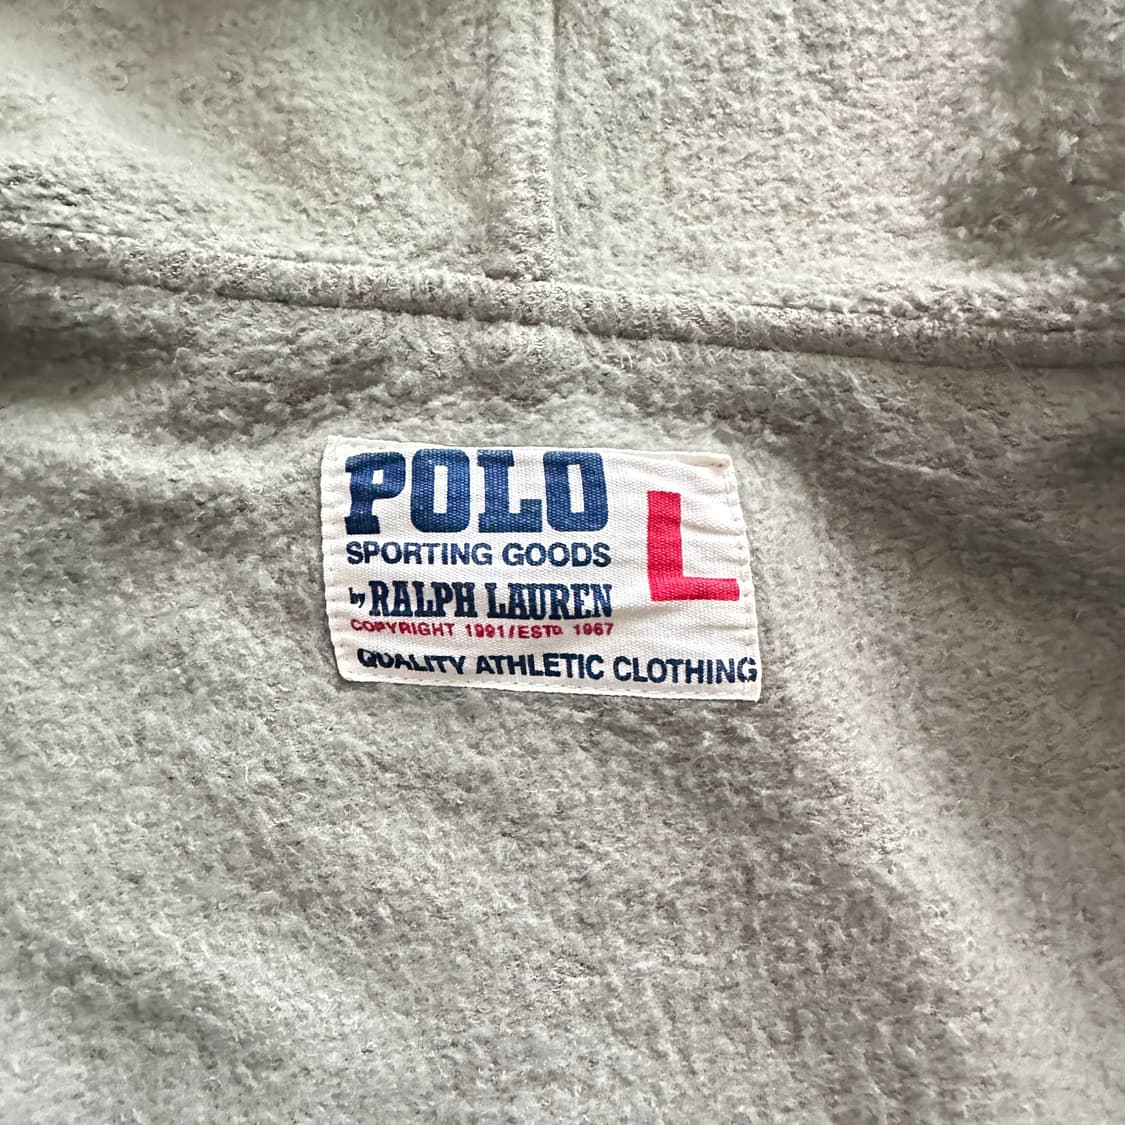 POLO
L
SPORTING GOODS
by RALPH LAUREN
COPYRIGHT 1991/ESTD 1967
QUALITY ATHLETIC CLOTHING